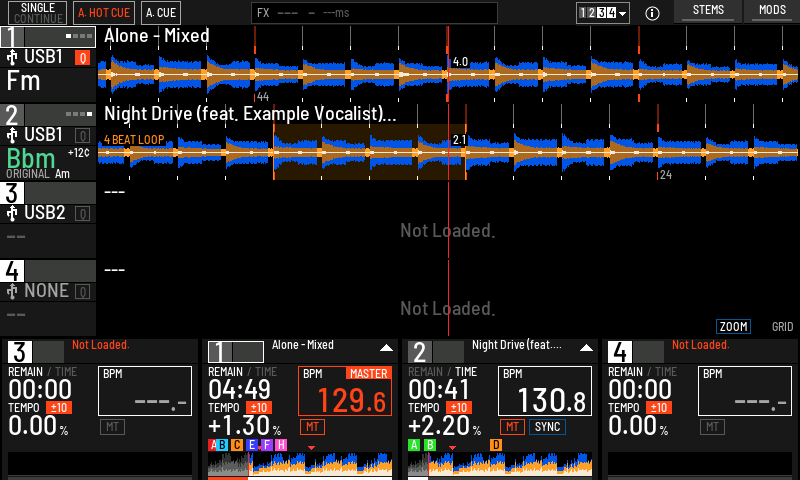 SINGLE
CONTINUE
A. HOT CUE
A. CUE
FX --- - ---ms
1 2 3 4
STEMS
MODS
1
USB1
Fm
Alone - Mixed
4.0
44
2
USB1
Bbm +12¢
ORIGINAL Am
Night Drive (feat. Example Vocalist)...
4 BEAT LOOP
2.1
24
3
USB2
--
---
Not Loaded.
4
NONE
--
---
Not Loaded.
ZOOM
GRID
3
Not Loaded.
REMAIN / TIME
00:00
TEMPO ±10
0.00%
BPM
---.-
MT
1
Alone - Mixed
REMAIN / TIME
04:49
TEMPO ±10
+1.30%
BPM MASTER
129.6
MT
A B C E F H
2
Night Drive (feat....
REMAIN / TIME
00:41
TEMPO ±10
+2.20%
BPM
130.8
MT SYNC
A B D
4
Not Loaded.
REMAIN / TIME
00:00
TEMPO ±10
0.00%
BPM
---.-
MT